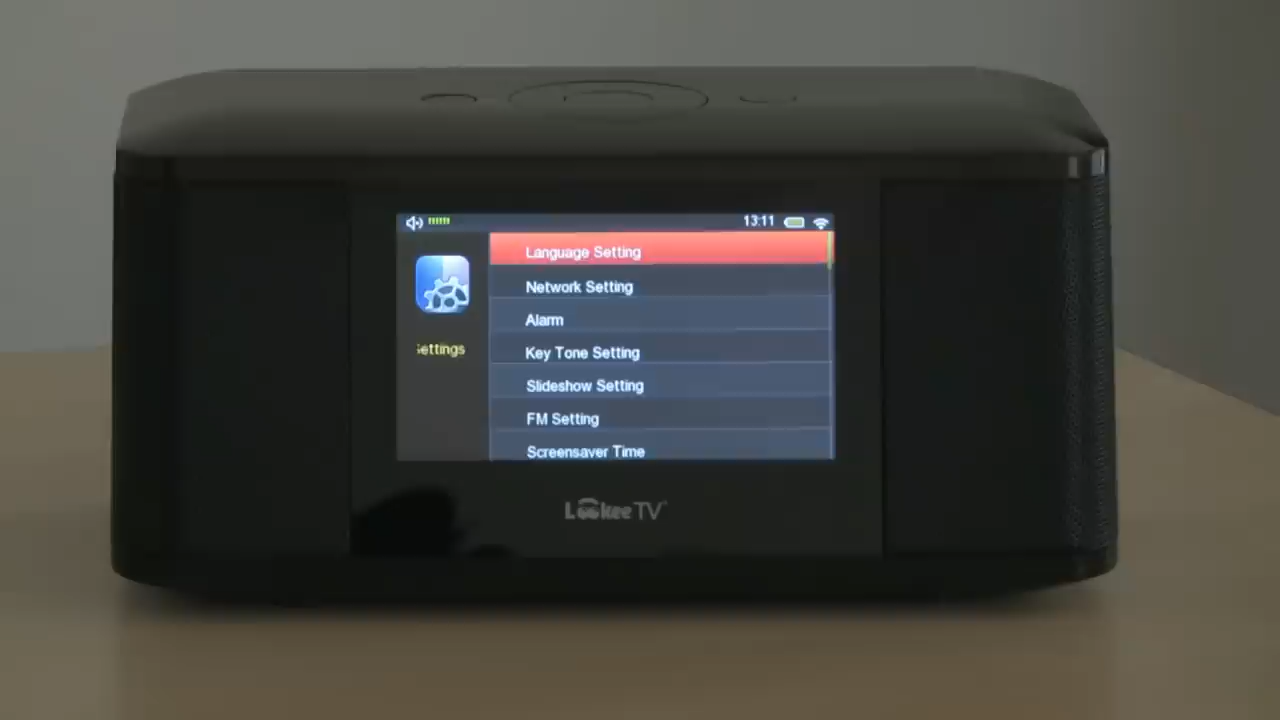 13:11
Language Setting
Network Setting
Alarm
Settings
Key Tone Setting
Slideshow Setting
FM Setting
Screensaver Time
LookeeTV